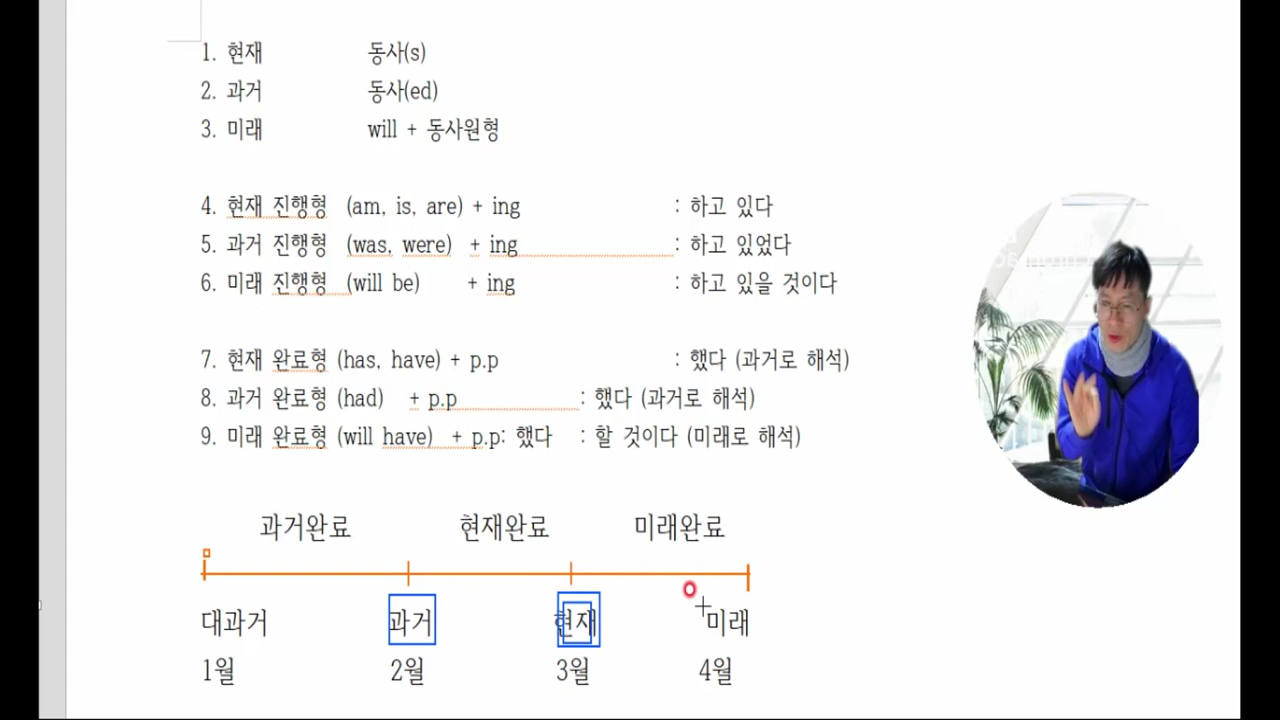 1. 현재 동사(s)
2. 과거 동사(ed)
3. 미래 will + 동사원형
4. 현재 진행형 (am, is, are) + ing : 하고 있다
5. 과거 진행형 (was, were) + ing : 하고 있었다
6. 미래 진행형 (will be) + ing : 하고 있을 것이다
7. 현재 완료형 (has, have) + p.p : 했다 (과거로 해석)
8. 과거 완료형 (had) + p.p : 했다 (과거로 해석)
9. 미래 완료형 (will have) + p.p: 했다 : 할 것이다 (미래로 해석)
과거완료 현재완료 미래완료
대과거 과거 현재 미래
1월 2월 3월 4월